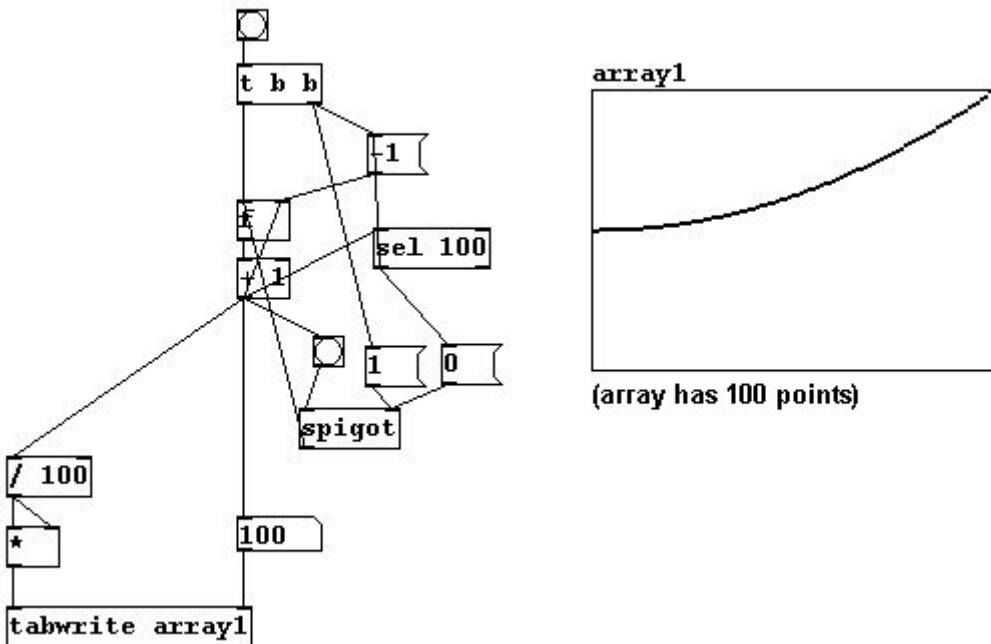 t b b
array1
-1
f
sel 100
+ 1
1
0
spigot
(array has 100 points)
/ 100
100
*
tabwrite array1